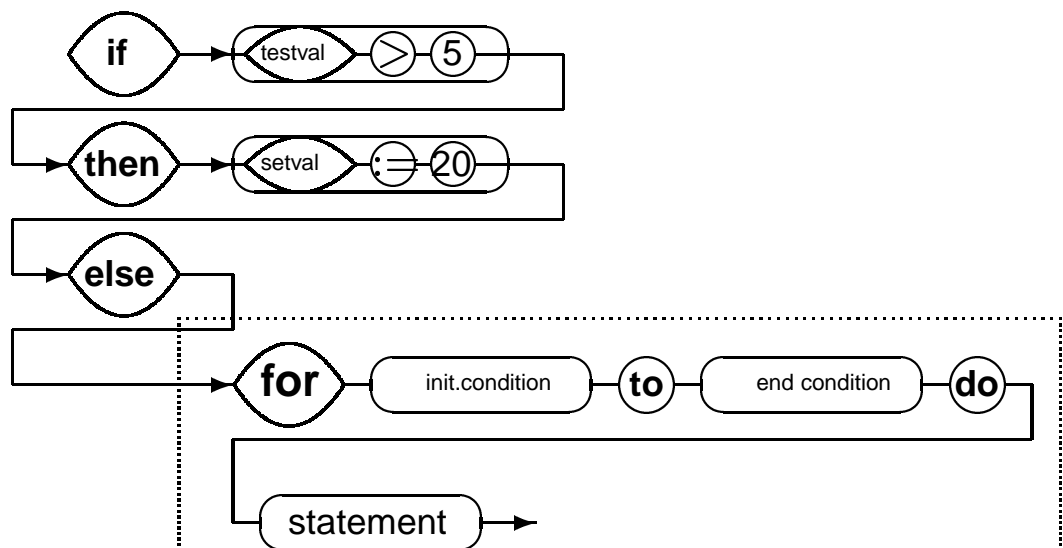 if testval > 5
then setval := 20
else
for init.condition to end condition do
statement